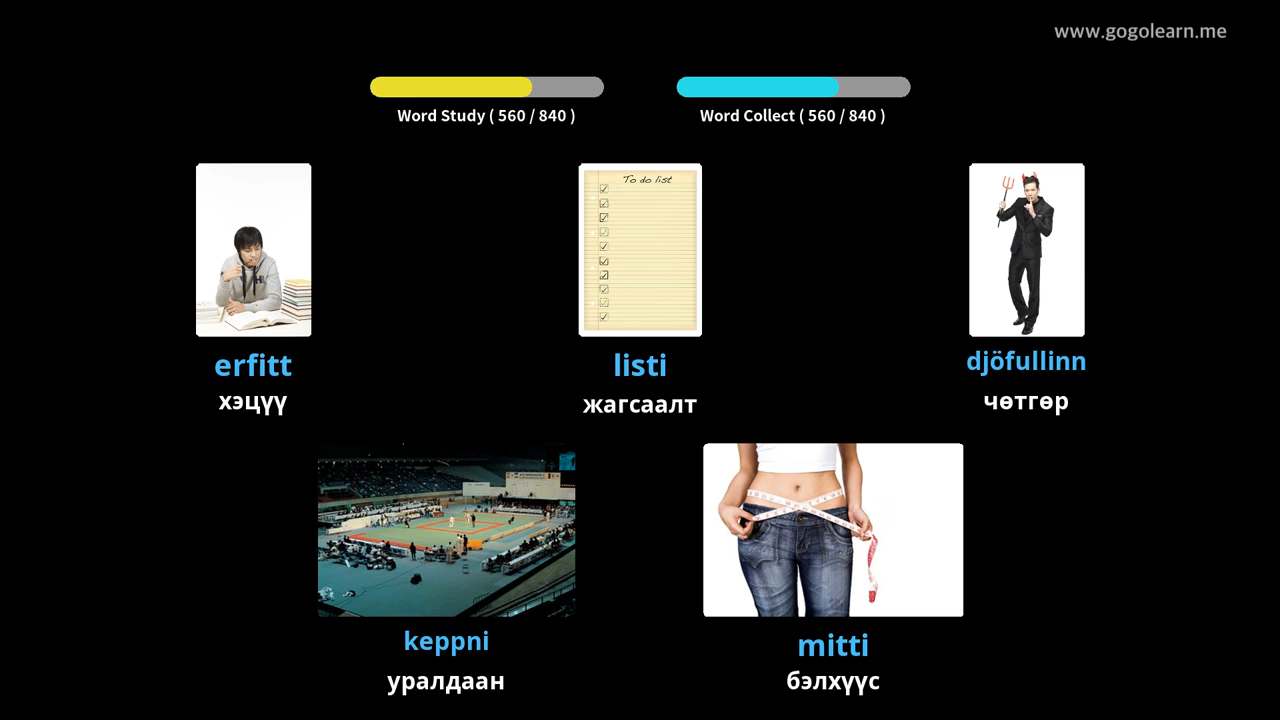 www.gogolearn.me
Word Study ( 560 / 840 )
Word Collect ( 560 / 840 )
To do list
erfitt
хэцүү
listi
жагсаалт
djöfullinn
чөтгөр
keppni
уралдаан
mitti
бэлхүүс